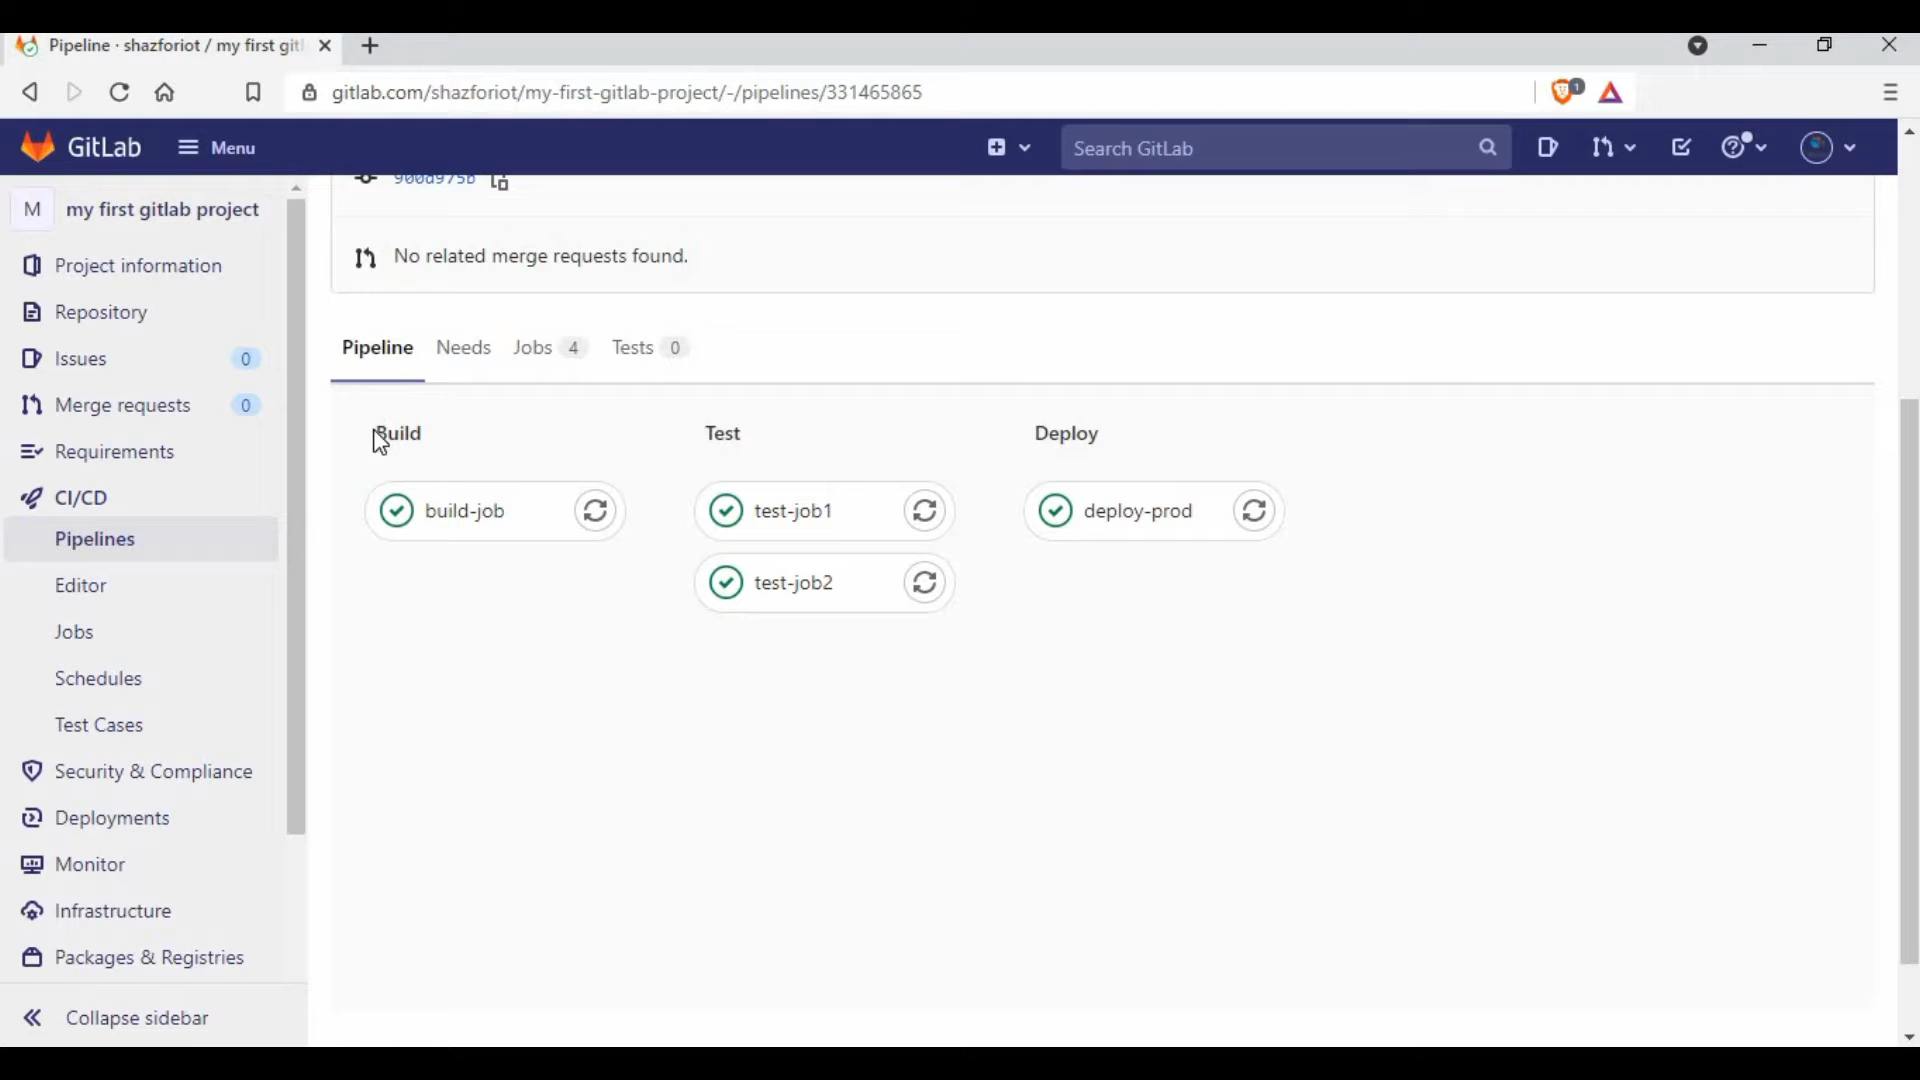 Pipeline · shazforiot / my first git
gitlab.com/shazforiot/my-first-gitlab-project/-/pipelines/331465865
1
GitLab
Menu
Search GitLab
M
my first gitlab project
Project information
Repository
Issues 0
Merge requests 0
Requirements
CI/CD
Pipelines
Editor
Jobs
Schedules
Test Cases
Security & Compliance
Deployments
Monitor
Infrastructure
Packages & Registries
Collapse sidebar
900d975b
No related merge requests found.
Pipeline Needs Jobs 4 Tests 0
Build Test Deploy
build-job test-job1 deploy-prod
test-job2